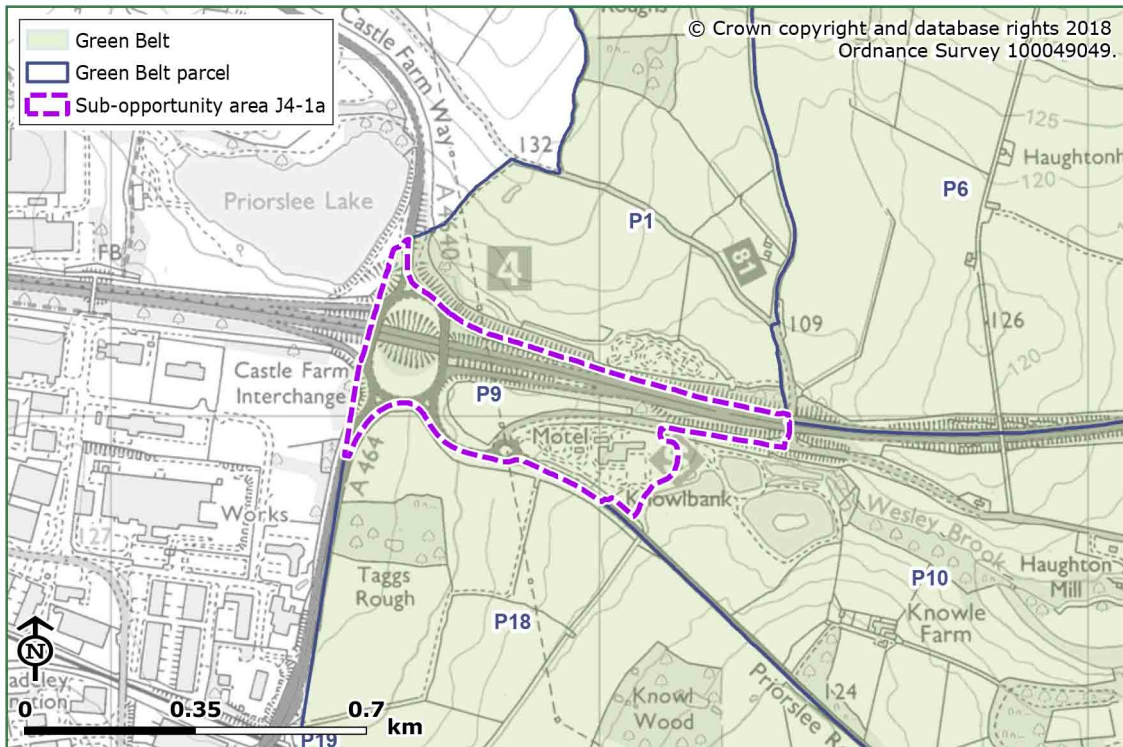 Green Belt
Green Belt parcel
Sub-opportunity area J4-1a
© Crown copyright and database rights 2018
Ordnance Survey 100049049.
Castle Farm Way
A 4640
132
125
Haughton
120
P6
P1
Priorslee Lake
FB
4
81
109
126
120
Castle Farm
Interchange
P9
Motel
A 464
Knowlbank
Works
127
Wesley Brook
Taggs
Rough
P18
P10
Haughton
Mill
Knowle
Farm
Knowl
Wood
124
Priorslee
N
0
0.35
0.7
km
P19